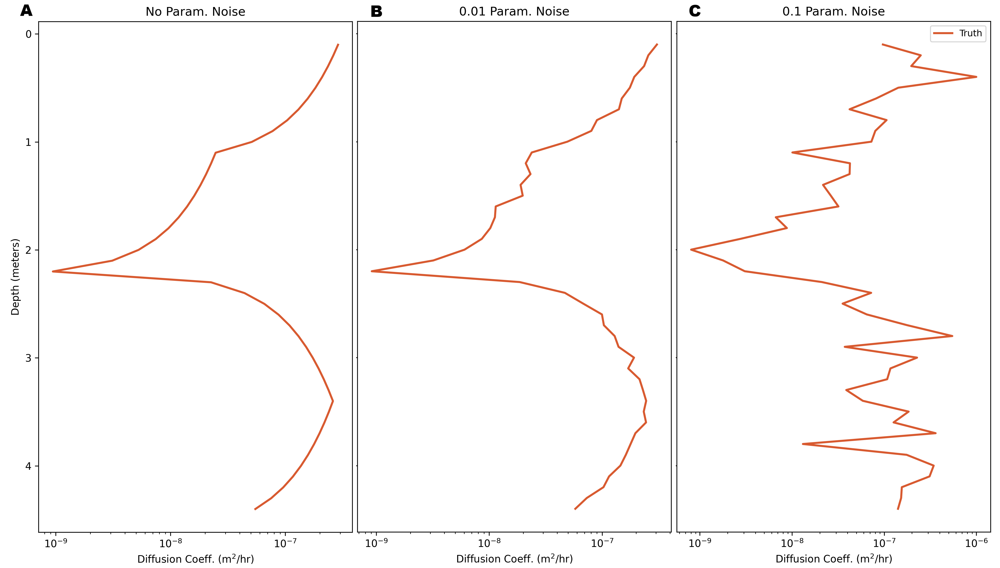 A
No Param. Noise
B
0.01 Param. Noise
C
0.1 Param. Noise
Truth
0
1
2
3
4
Depth (meters)
10⁻⁹
10⁻⁸
10⁻⁷
10⁻⁹
10⁻⁸
10⁻⁷
10⁻⁹
10⁻⁸
10⁻⁷
10⁻⁶
Diffusion Coeff. (m²/hr)
Diffusion Coeff. (m²/hr)
Diffusion Coeff. (m²/hr)